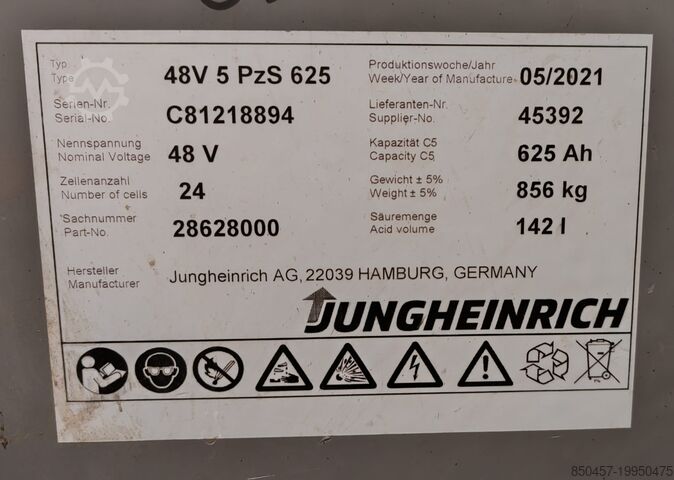 Typ
Type
48V 5 PzS 625
Produktionswoche/Jahr
Week/Year of Manufacture
05/2021
Serien-Nr.
Serial-No.
C81218894
Lieferanten-Nr.
Supplier-No.
45392
Nennspannung
Nominal Voltage
48 V
Kapazität C5
Capacity C5
625 Ah
Zellenanzahl
Number of cells
24
Gewicht ± 5%
Weight ± 5%
856 kg
Sachnummer
Part-No.
28628000
Säuremenge
Acid volume
142 l
Hersteller
Manufacturer
Jungheinrich AG, 22039 HAMBURG, GERMANY
JUNGHEINRICH
850457-19950475